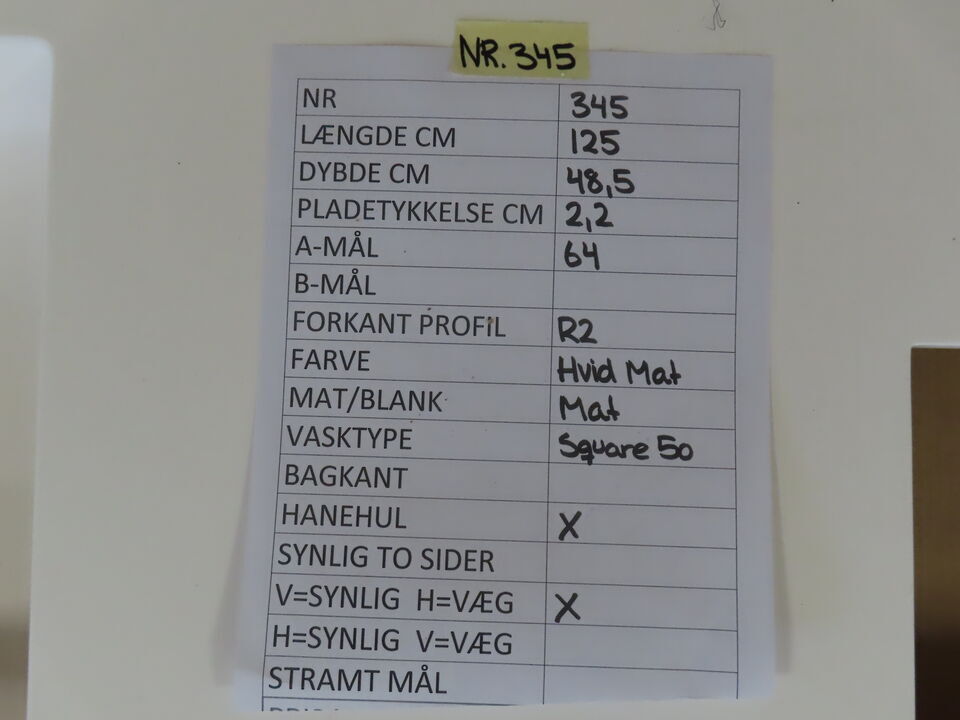 NR.345
NR 345
LÆNGDE CM 125
DYBDE CM 48,5
PLADETYKKELSE CM 2,2
A-MÅL 64
B-MÅL
FORKANT PROFIL R2
FARVE Hvid Mat
MAT/BLANK Mat
VASKTYPE Square 50
BAGKANT
HANEHUL X
SYNLIG TO SIDER
V=SYNLIG H=VÆG X
H=SYNLIG V=VÆG
STRAMT MÅL